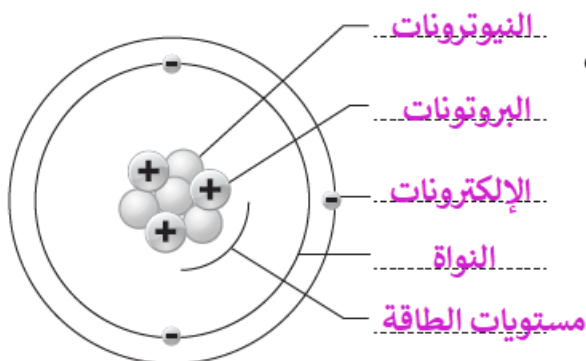 النيوترونات
البروتونات
الإلكترونات
النواة
مستويات الطاقة